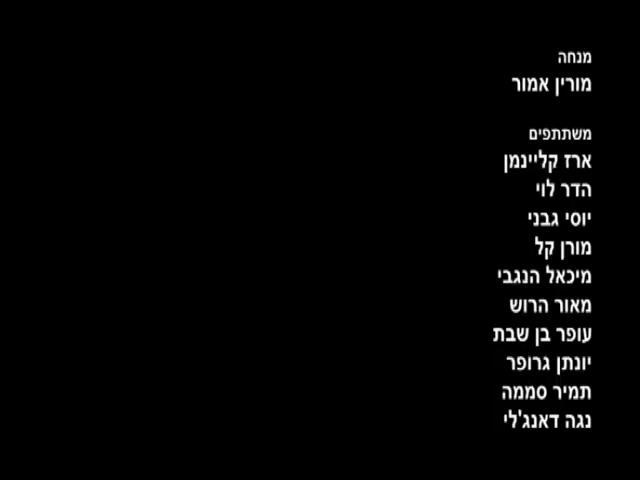 מנחה
מורין אמור
משתתפים
ארז קליינמן
הדר לוי
יוסי גבני
מורן קל
מיכאל הנגבי
מאור הרוש
עופר בן שבת
יונתן גרופר
תמיר סממה
נגה דאנג'לי